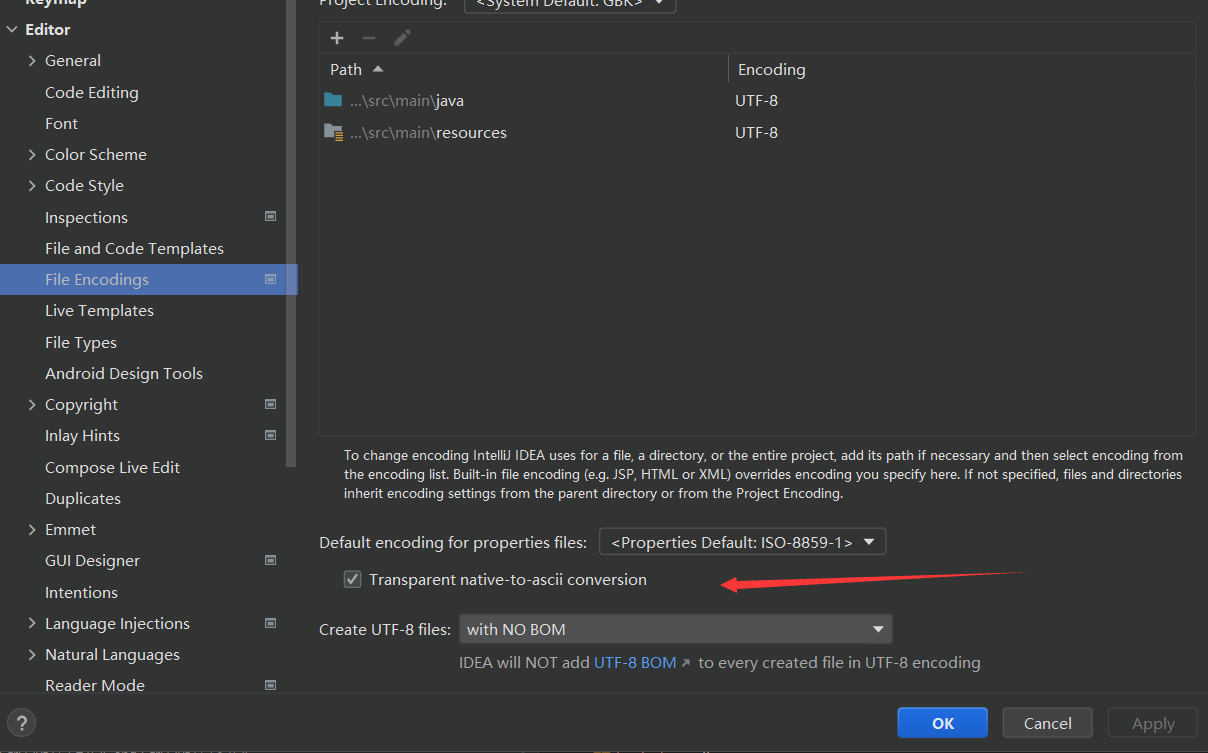 Keymap
Editor
General
Code Editing
Font
Color Scheme
Code Style
Inspections
File and Code Templates
File Encodings
Live Templates
File Types
Android Design Tools
Copyright
Inlay Hints
Compose Live Edit
Duplicates
Emmet
GUI Designer
Intentions
Language Injections
Natural Languages
Reader Mode
?
Project Encoding: <System Default: GBK>
Path Encoding
...\src\main\java UTF-8
...\src\main\resources UTF-8
To change encoding IntelliJ IDEA uses for a file, a directory, or the entire project, add its path if necessary and then select encoding from
the encoding list. Built-in file encoding (e.g. JSP, HTML or XML) overrides encoding you specify here. If not specified, files and directories
inherit encoding settings from the parent directory or from the Project Encoding.
Default encoding for properties files: <Properties Default: ISO-8859-1>
Transparent native-to-ascii conversion
Create UTF-8 files: with NO BOM
IDEA will NOT add UTF-8 BOM to every created file in UTF-8 encoding
OK Cancel Apply